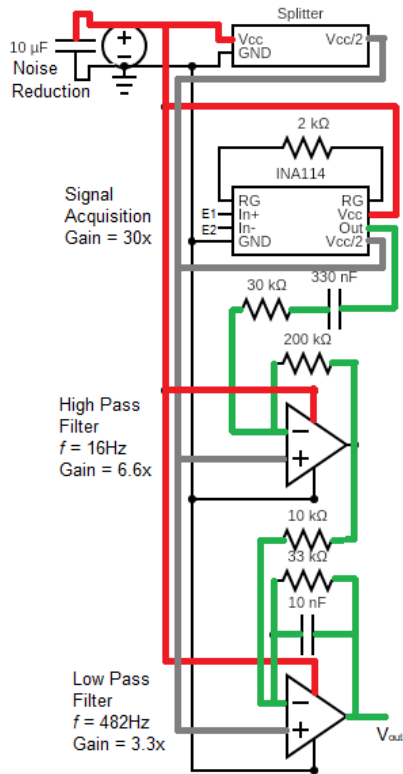 Splitter
10 µF
Vcc
Vcc/2
GND
Noise
Reduction
2 kΩ
INA114
Signal
Acquisition
Gain = 30x
RG
RG
E1
In+
Vcc
E2
In-
Out
GND
Vcc/2
330 nF
30 kΩ
200 kΩ
High Pass
Filter
f = 16Hz
Gain = 6.6x
10 kΩ
33 kΩ
10 nF
Low Pass
Filter
f = 482Hz
Gain = 3.3x
Vout